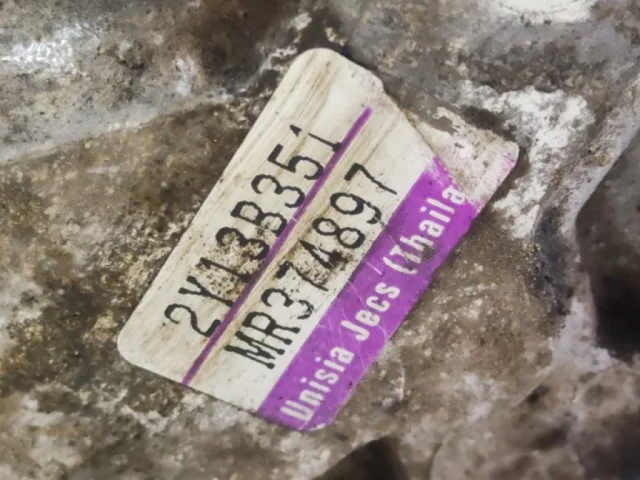 2Y13B351
MR374897
Unisia Jecs (Thaila